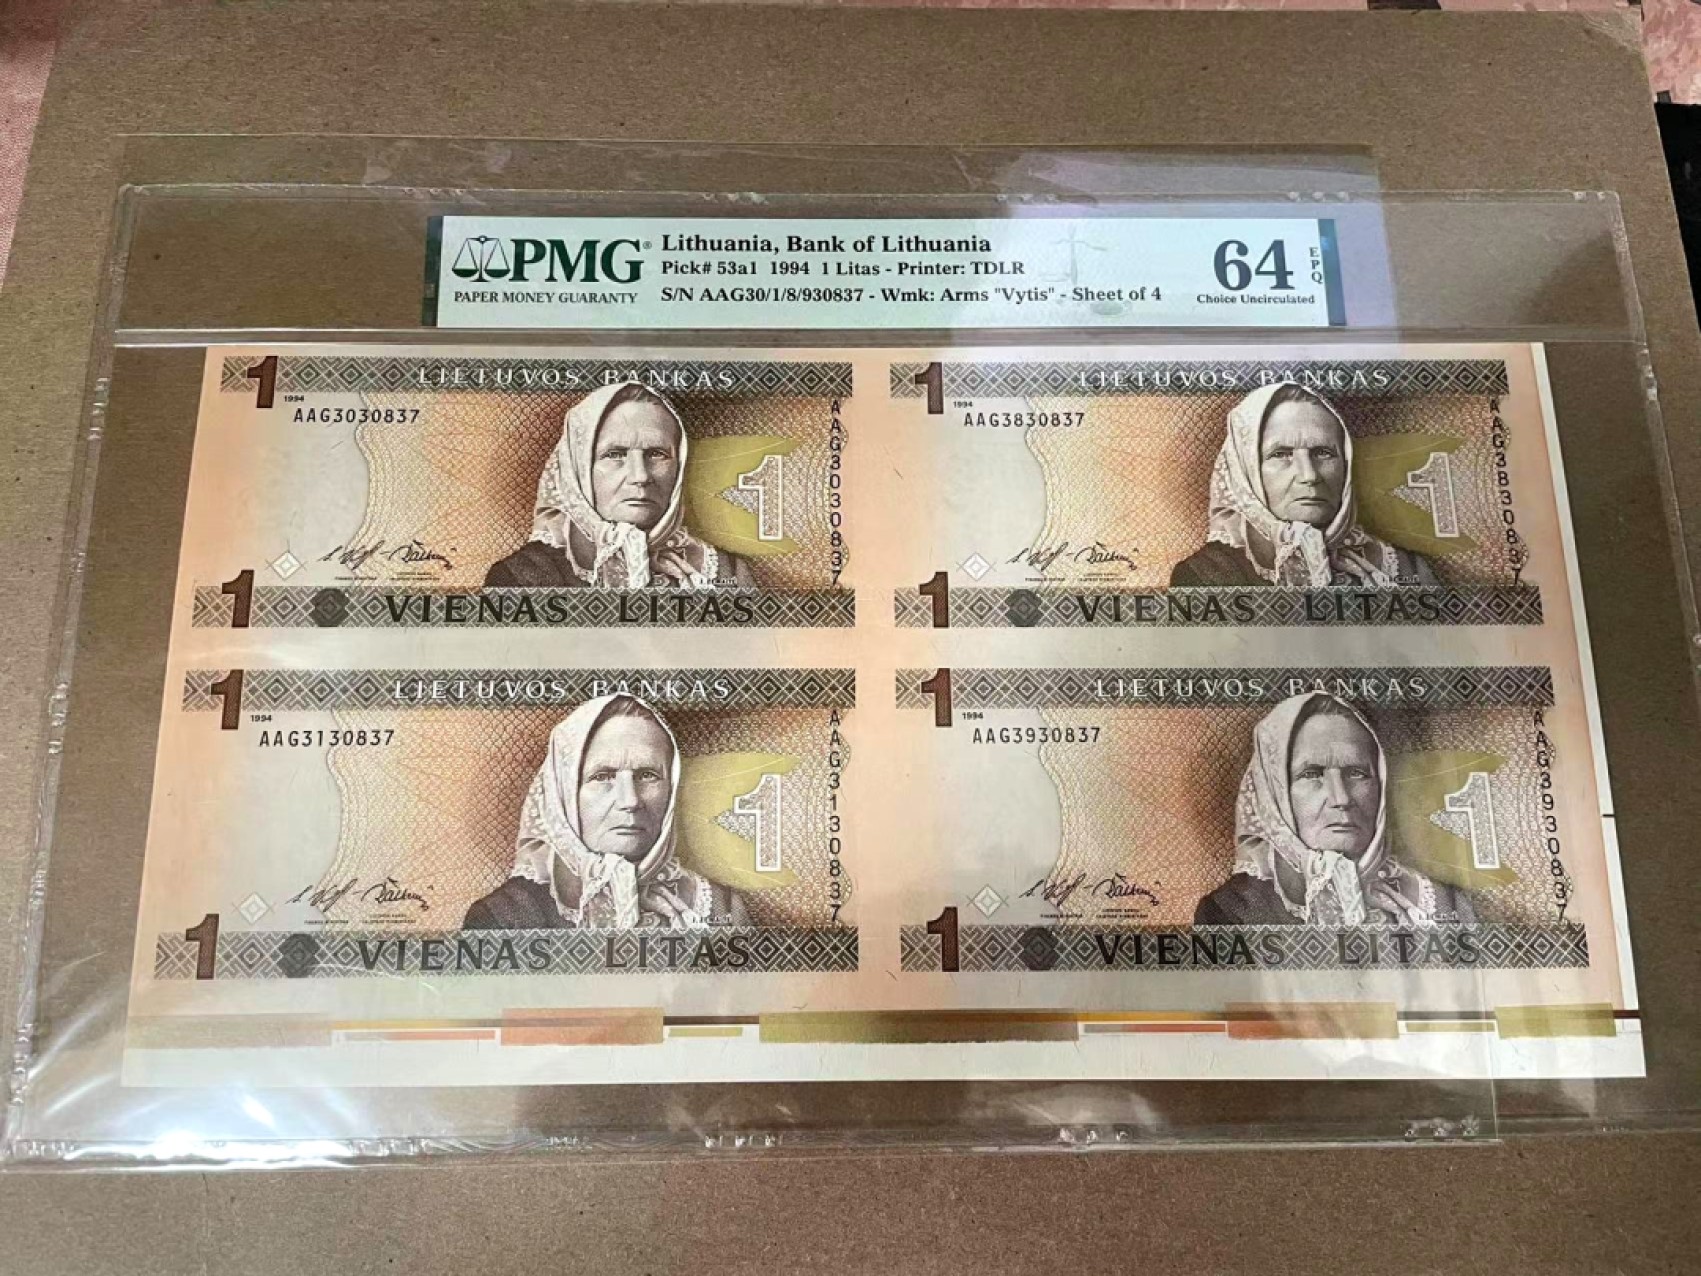 PMG®
PAPER MONEY GUARANTY
Lithuania, Bank of Lithuania
Pick# 53a1 1994 1 Litas - Printer: TDLR
S/N AAG30/1/8/930837 - Wmk: Arms "Vytis" - Sheet of 4
64 EPQ
Choice Uncirculated
1 LIETUVOS BANKAS
1994
AAG3030837
AAG3030837
1
1 VIENAS LITAS
1 LIETUVOS BANKAS
1994
AAG3830837
AAG3830837
1
1 VIENAS LITAS
1 LIETUVOS BANKAS
1994
AAG3130837
AAG3130837
1
1 VIENAS LITAS
1 LIETUVOS BANKAS
1994
AAG3930837
AAG3930837
1
1 VIENAS LITAS